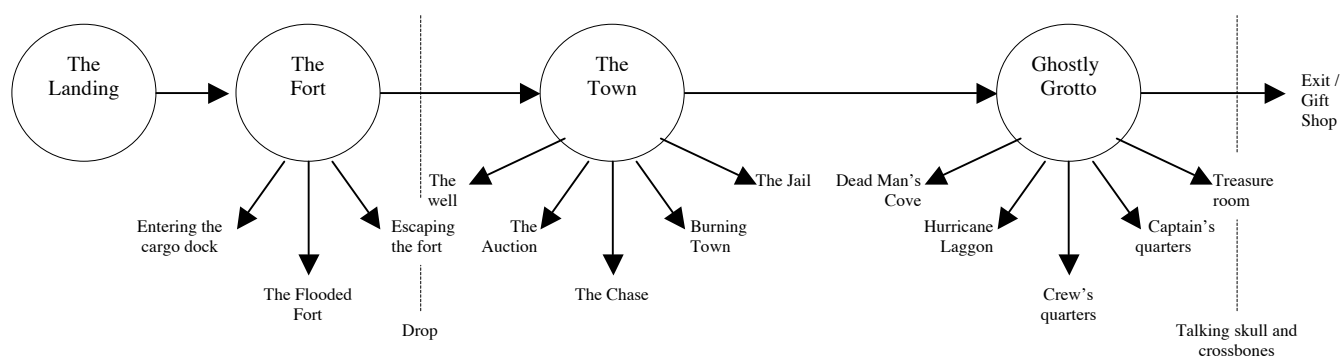 The
Landing
The
Fort
The
Town
Ghostly
Grotto
Exit /
Gift
Shop
Entering the
cargo dock
The Flooded
Fort
Escaping
the fort
Drop
The
well
The
Auction
The Chase
Burning
Town
The Jail
Dead Man's
Cove
Hurricane
Laggon
Crew's
quarters
Captain's
quarters
Treasure
room
Talking skull and
crossbones